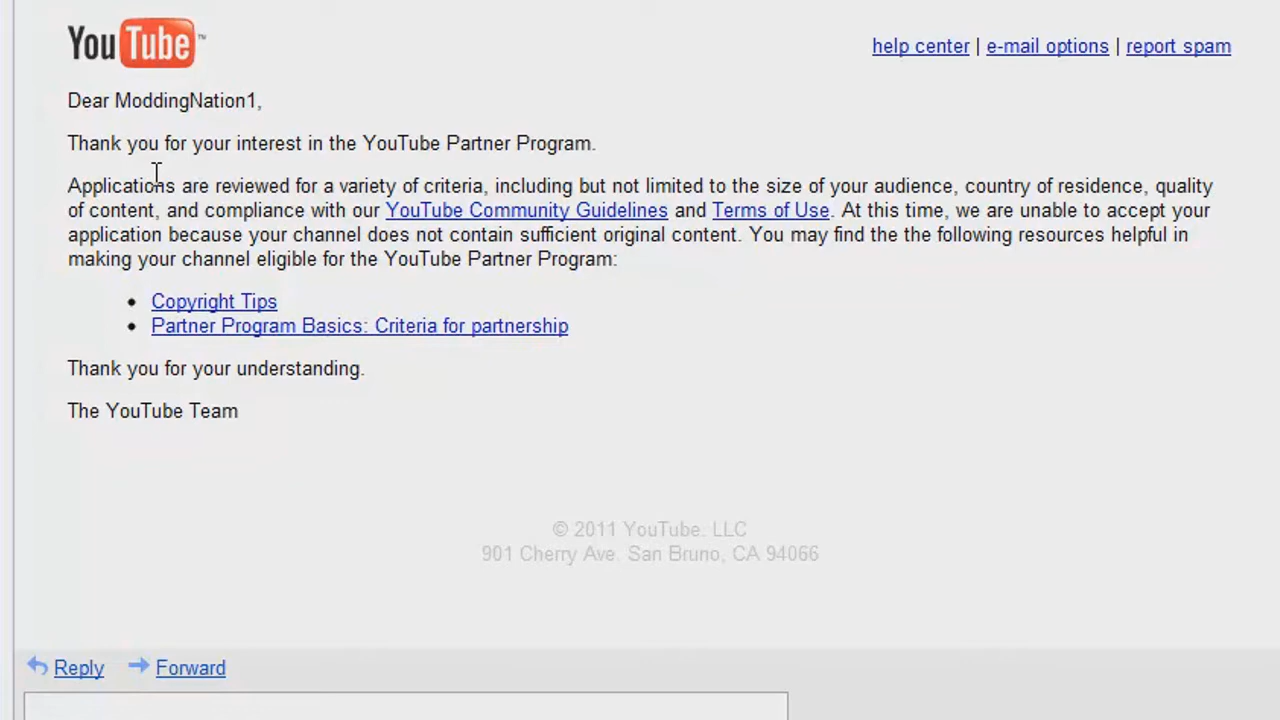 YouTube™
help center | e-mail options | report spam
Dear ModdingNation1,
Thank you for your interest in the YouTube Partner Program.
Applications are reviewed for a variety of criteria, including but not limited to the size of your audience, country of residence, quality
of content, and compliance with our YouTube Community Guidelines and Terms of Use. At this time, we are unable to accept your
application because your channel does not contain sufficient original content. You may find the the following resources helpful in
making your channel eligible for the YouTube Partner Program:
• Copyright Tips
• Partner Program Basics: Criteria for partnership
Thank you for your understanding.
The YouTube Team
© 2011 YouTube, LLC
901 Cherry Ave. San Bruno, CA 94066
Reply Forward